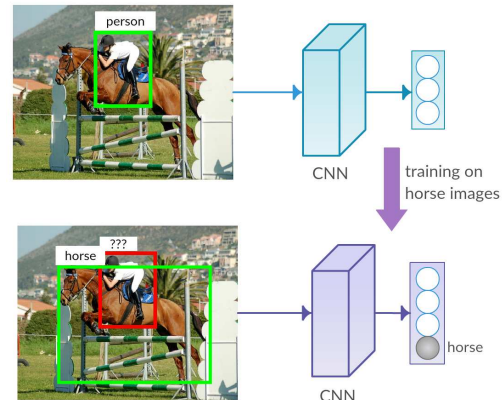 person
CNN
training on
horse images
???
horse
horse
CNN